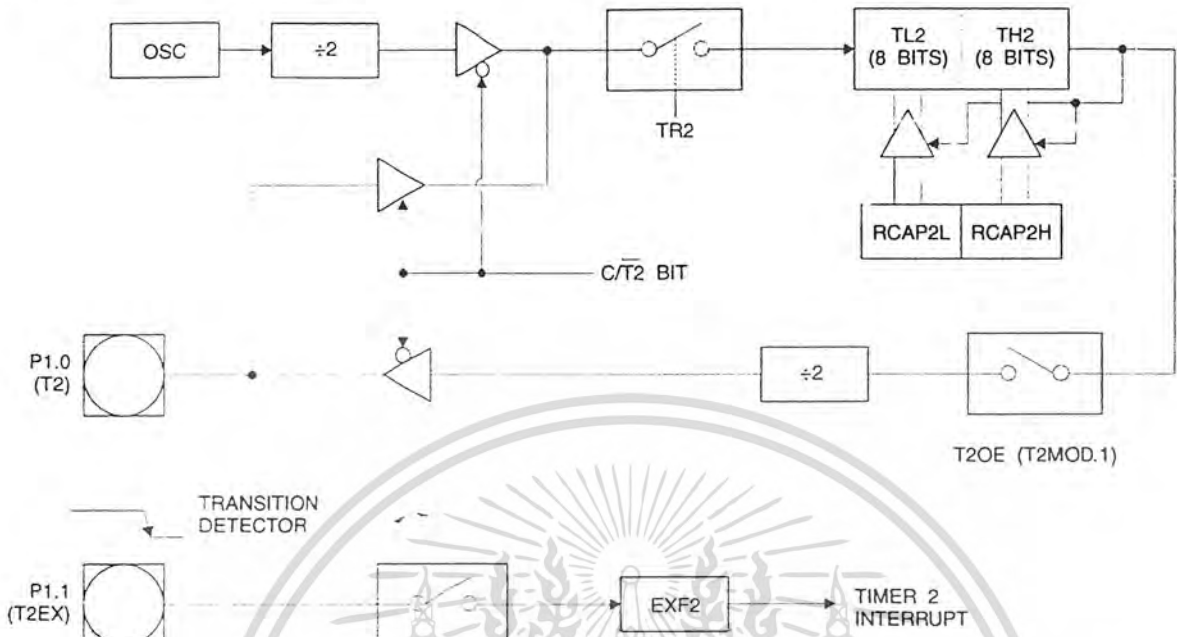 OSC
÷2
TL2
(8 BITS)
TH2
(8 BITS)
TR2
RCAP2L
RCAP2H
C/T2 BIT
P1.0
(T2)
÷2
T2OE (T2MOD.1)
TRANSITION
DETECTOR
P1.1
(T2EX)
EXF2
TIMER 2
INTERRUPT